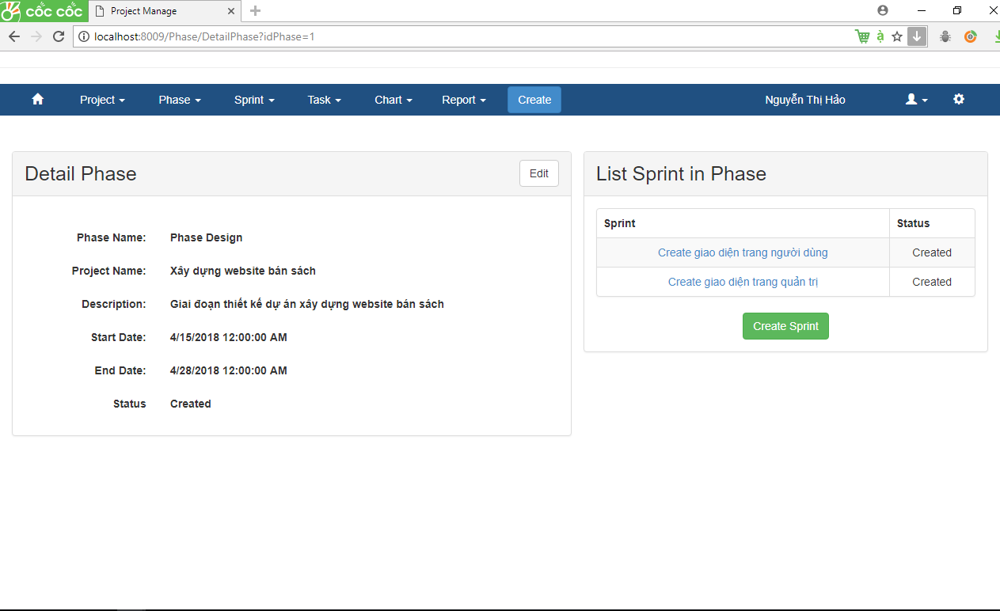 cốc cốc Project Manage
localhost:8009/Phase/DetailPhase?idPhase=1 à
Project Phase Sprint Task Chart Report Create Nguyễn Thị Hảo
Detail Phase Edit
Phase Name: Phase Design
Project Name: Xây dựng website bán sách
Description: Giai đoạn thiết kế dự án xây dựng website bán sách
Start Date: 4/15/2018 12:00:00 AM
End Date: 4/28/2018 12:00:00 AM
Status Created
List Sprint in Phase
Sprint Status
Create giao diện trang người dùng Created
Create giao diện trang quản trị Created
Create Sprint